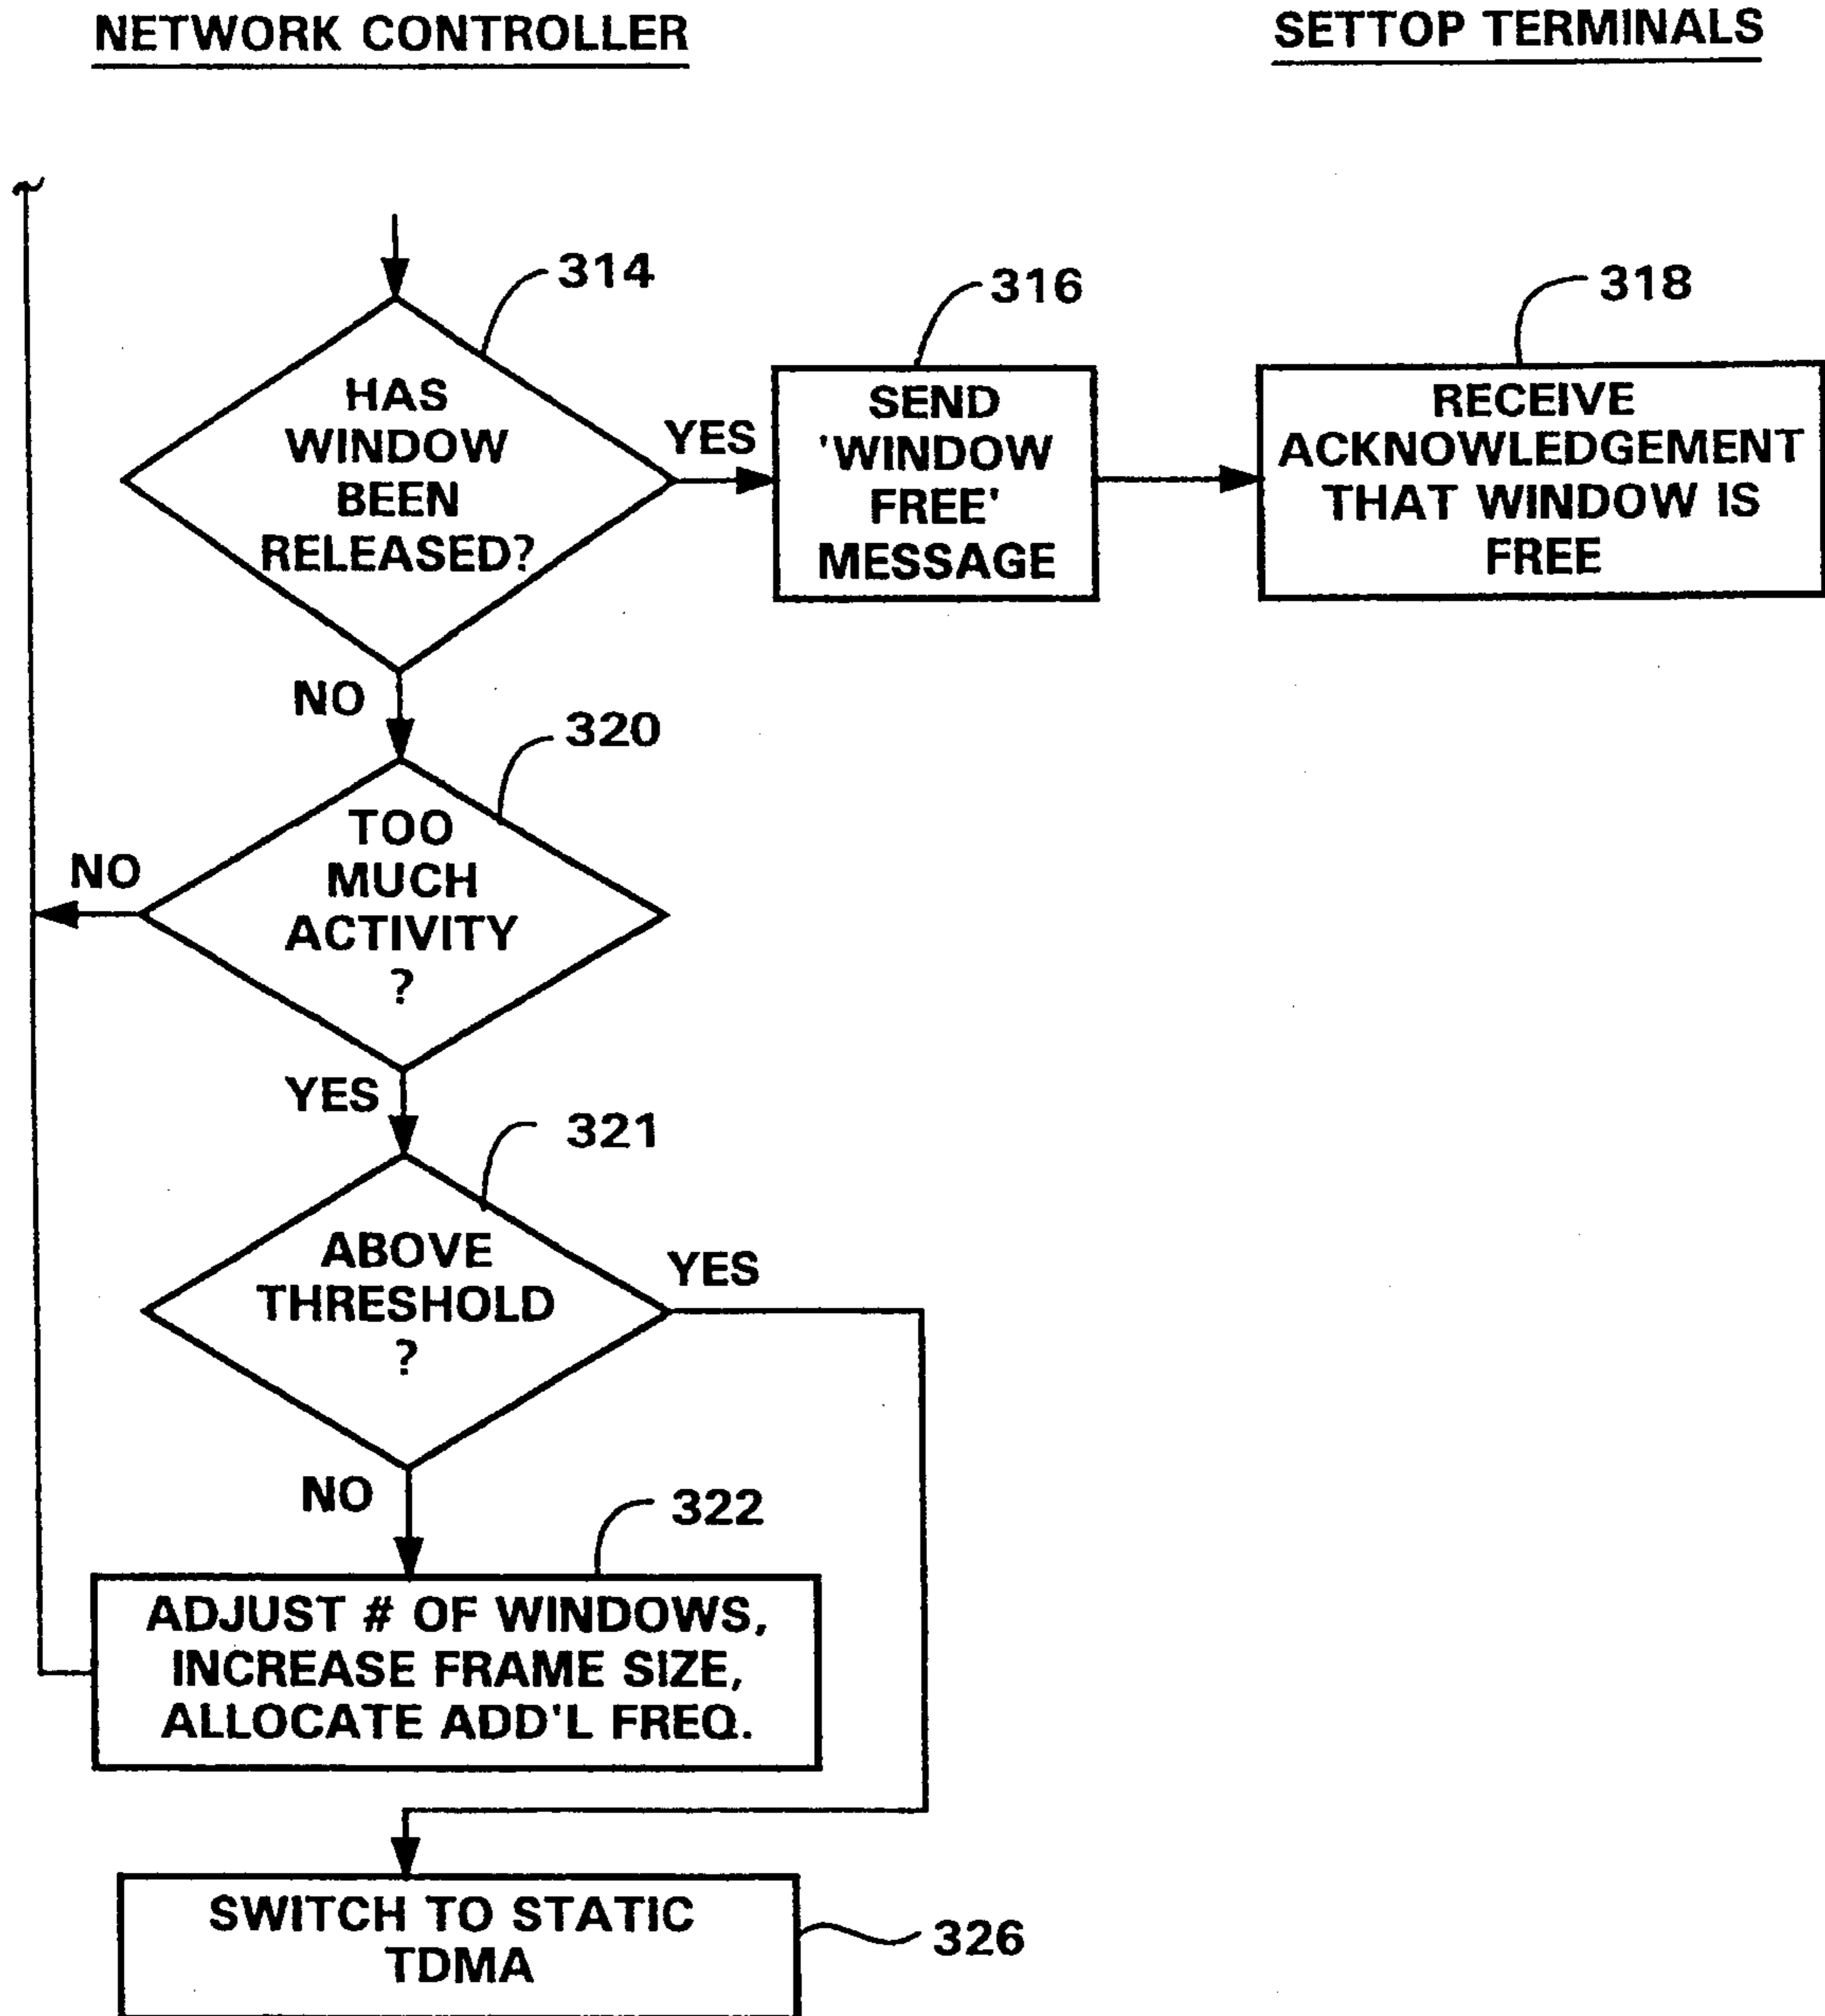 NETWORK CONTROLLER
SETTOP TERMINALS
314
HAS
WINDOW
BEEN
RELEASED?
YES
316
SEND
'WINDOW
FREE'
MESSAGE
318
RECEIVE
ACKNOWLEDGEMENT
THAT WINDOW IS
FREE
NO
320
TOO
MUCH
ACTIVITY
?
NO
YES
321
ABOVE
THRESHOLD
?
YES
NO
322
ADJUST # OF WINDOWS,
INCREASE FRAME SIZE,
ALLOCATE ADD'L FREQ.
SWITCH TO STATIC
TDMA
326